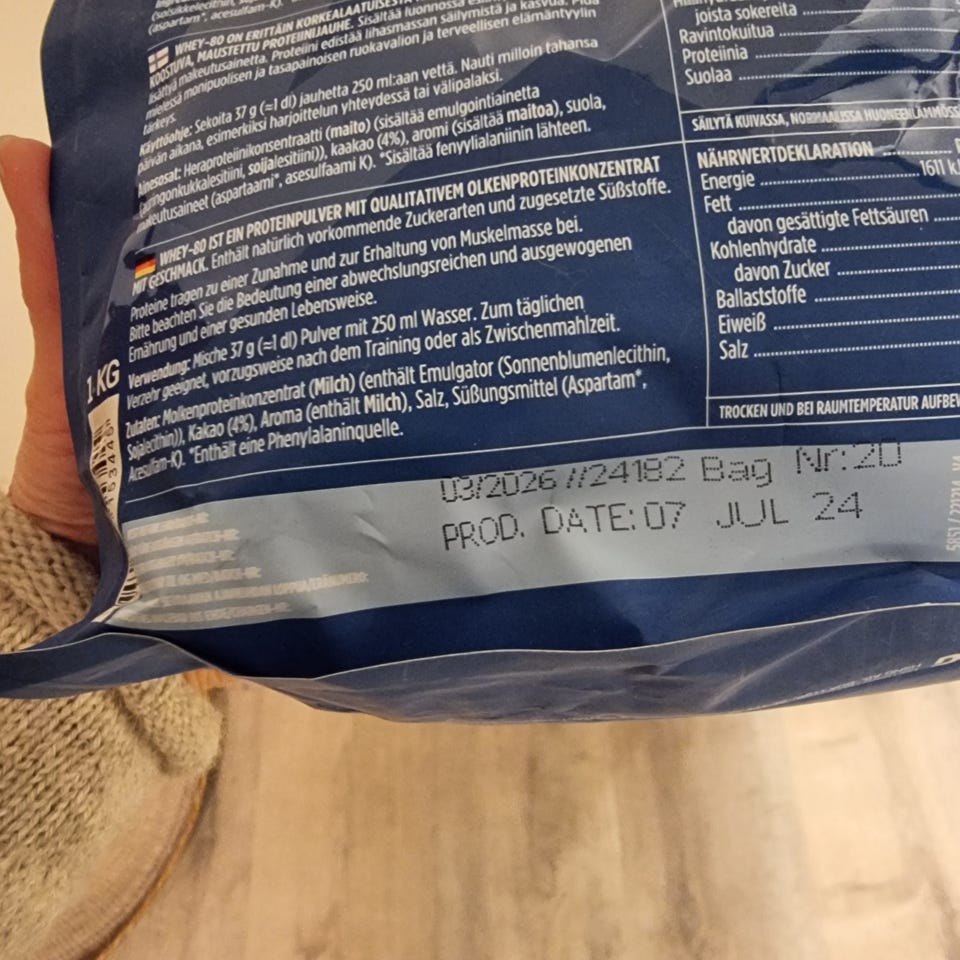 (soijalesitiini)
(aspartam*, acesulfam-K).
WHEY-80 ON ERITTÄIN KORKEALAATUISESTA
KOOSTUVA, MAUSTETTU PROTEIINIJAUHE. Sisältää luonnossa
lisättyä makeutusainetta. Proteiini edistää lihasmassan säilymistä ja kasvua.
mielessä monipuolisen ja tasapainoisen ruokavalion ja terveellisen elämäntyylin
tärkeys.
Käyttöohje: Sekoita 37 g (=1 dl) jauhetta 250 ml:aan vettä. Nauti milloin tahansa
päivän aikana, esimerkiksi harjoittelun yhteydessä tai välipalaksi.
Ainesosat: Heraproteiinikonsentraatti (maito) (sisältää emulgointiainetta
(auringonkukkalesitiini, soijalesitiini)), kaakao (4%), aromi (sisältää maitoa), suola,
makeutusaineet (aspartaami*, asesulfaami K). *Sisältää fenyylialaniinin lähteen.
WHEY-80 IST EIN PROTEINPULVER MIT QUALITATIVEM OLKENPROTEINKONZENTRAT
MIT GESCHMACK. Enthält natürlich vorkommende Zuckerarten und zugesetzte Süßstoffe.
Proteine tragen zu einer Zunahme und zur Erhaltung von Muskelmasse bei.
Bitte beachten Sie die Bedeutung einer abwechslungsreichen und ausgewogenen
Ernährung und einer gesunden Lebensweise.
Verwendung: Mische 37 g (=1 dl) Pulver mit 250 ml Wasser. Zum täglichen
Verzehr geeignet, vorzugsweise nach dem Training oder als Zwischenmahlzeit.
Zutaten: Molkenproteinkonzentrat (Milch) (enthält Emulgator (Sonnenblumenlecithin,
Sojalecithin)), Kakao (4%), Aroma (enthält Milch), Salz, Süßungsmittel (Aspartam*,
Acesulfam-K). *Enthält eine Phenylalaninquelle.
joista sokereita
Ravintokuitua
Proteiinia
Suolaa
SÄILYTÄ KUIVASSA, NORMAALISSA HUONEENLÄMMÖSS
NÄHRWERTDEKLARATION
Energie 1611 kJ
Fett
davon gesättigte Fettsäuren
Kohlenhydrate
davon Zucker
Ballaststoffe
Eiweiß
Salz
TROCKEN UND BEI RAUMTEMPERATUR AUFBEW
1 KG
03/2026 //24182 Bag Nr:20
PROD. DATE: 07 JUL 24